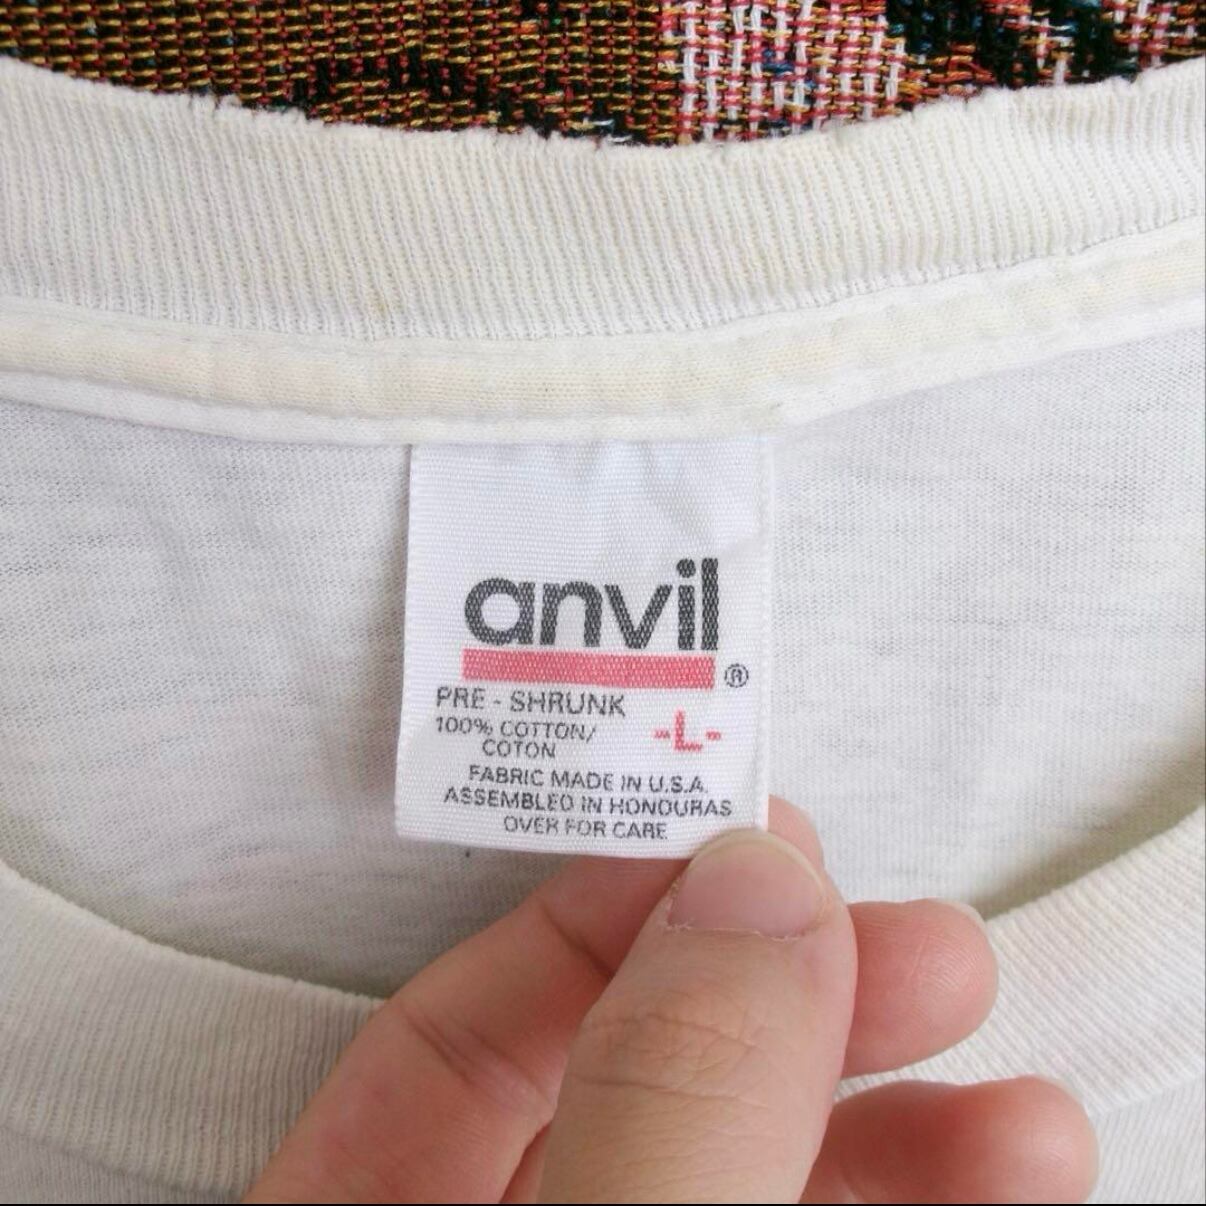 anvil
®
PRE - SHRUNK
100% COTTON/
COTON
-L-
FABRIC MADE IN U.S.A.
ASSEMBLED IN HONDURAS
OVER FOR CARE